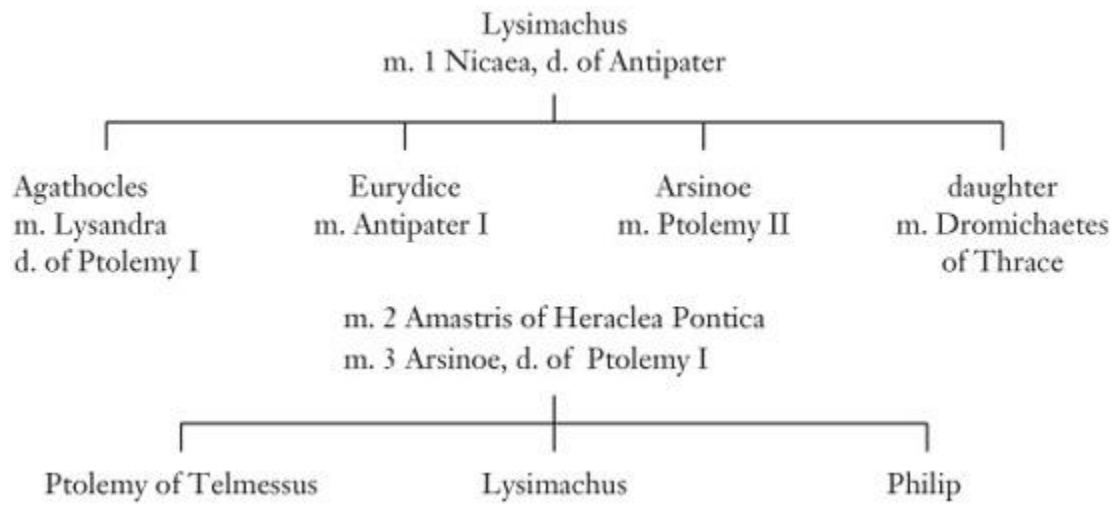 Lysimachus
m. 1 Nicaea, d. of Antipater
Agathocles
m. Lysandra
d. of Ptolemy I
Eurydice
m. Antipater I
Arsinoe
m. Ptolemy II
daughter
m. Dromichaetes
of Thrace
m. 2 Amastris of Heraclea Pontica
m. 3 Arsinoe, d. of Ptolemy I
Ptolemy of Telmessus
Lysimachus
Philip